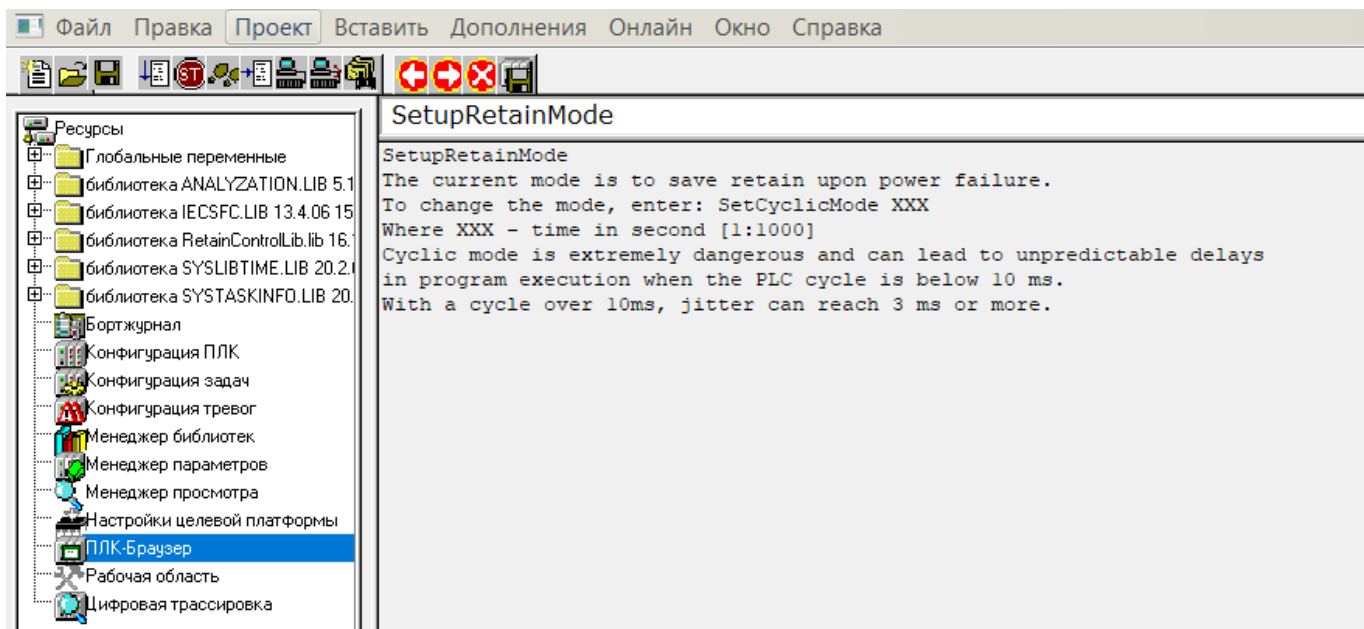 Файл Правка Проект Вставить Дополнения Онлайн Окно Справка
ST
SetupRetainMode
Ресурсы
Глобальные переменные
библиотека ANALYZATION.LIB 5.1
библиотека IECSFC.LIB 13.4.06 15
библиотека RetainControlLib.lib 16.
библиотека SYSLIBTIME.LIB 20.2.
библиотека SYSTASKINFO.LIB 20.
Бортжурнал
Конфигурация ПЛК
Конфигурация задач
Конфигурация тревог
Менеджер библиотек
Менеджер параметров
Менеджер просмотра
Настройки целевой платформы
ПЛК-Браузер
Рабочая область
Цифровая трассировка
SetupRetainMode
The current mode is to save retain upon power failure.
To change the mode, enter: SetCyclicMode XXX
Where XXX - time in second [1:1000]
Cyclic mode is extremely dangerous and can lead to unpredictable delays
in program execution when the PLC cycle is below 10 ms.
With a cycle over 10ms, jitter can reach 3 ms or more.